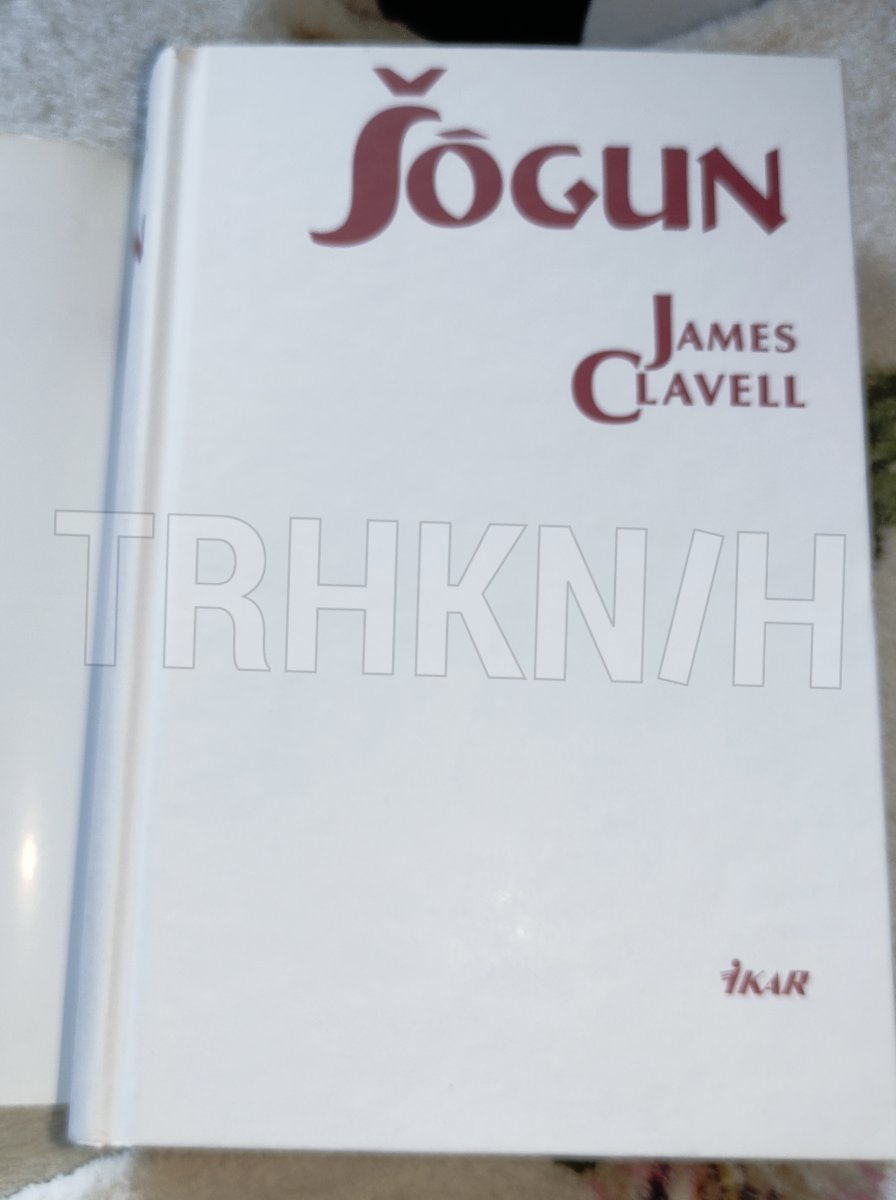 ŠÔGUN
JAMES
CLAVELL
TRHKN/H
IKAR